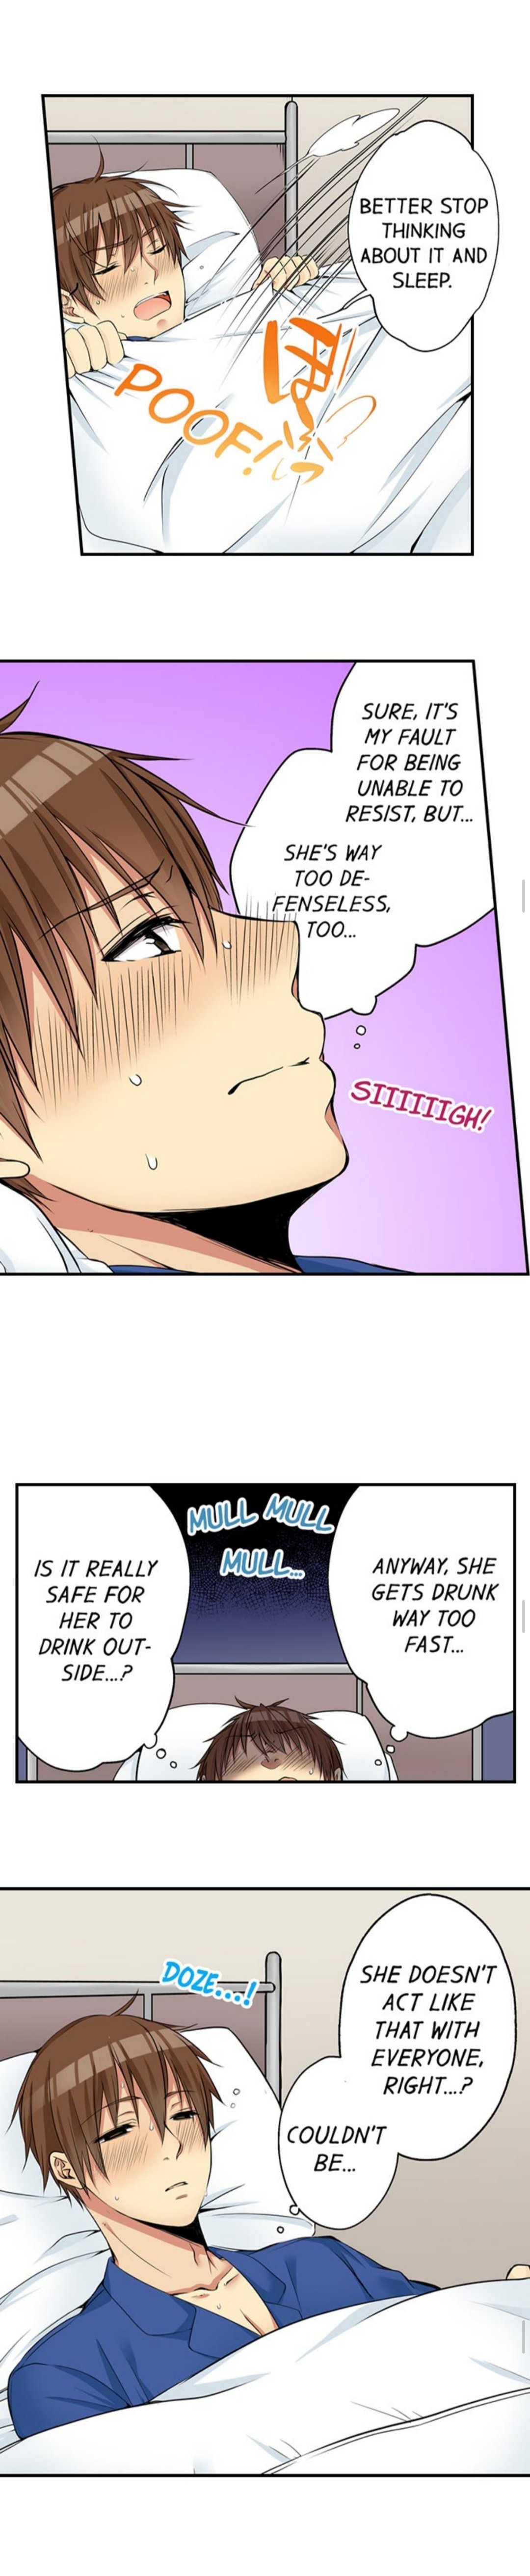 BETTER STOP
THINKING
ABOUT IT AND
SLEEP.
POOF!
SURE, IT'S
MY FAULT
FOR BEING
UNABLE TO
RESIST, BUT...
SHE'S WAY
TOO DE-
FENSELESS,
TOO...
SIIIIIIGH!
MULL MULL
MULL...
ANYWAY, SHE
GETS DRUNK
WAY TOO
FAST...
IS IT REALLY
SAFE FOR
HER TO
DRINK OUT-
SIDE...?
DOZE...!
SHE DOESN'T
ACT LIKE
THAT WITH
EVERYONE,
RIGHT...?
COULDN'T
BE...